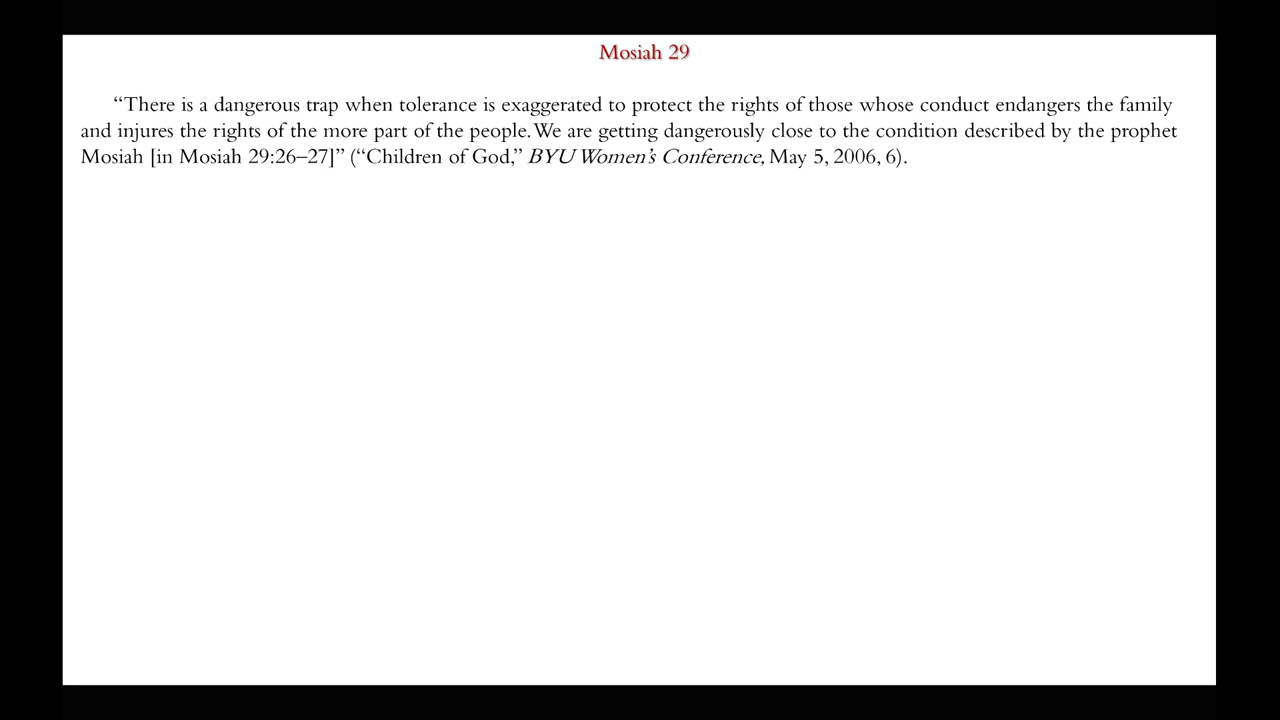 Mosiah 29
“There is a dangerous trap when tolerance is exaggerated to protect the rights of those whose conduct endangers the family
and injures the rights of the more part of the people. We are getting dangerously close to the condition described by the prophet
Mosiah [in Mosiah 29:26–27]” (“Children of God,” BYU Women’s Conference, May 5, 2006, 6).